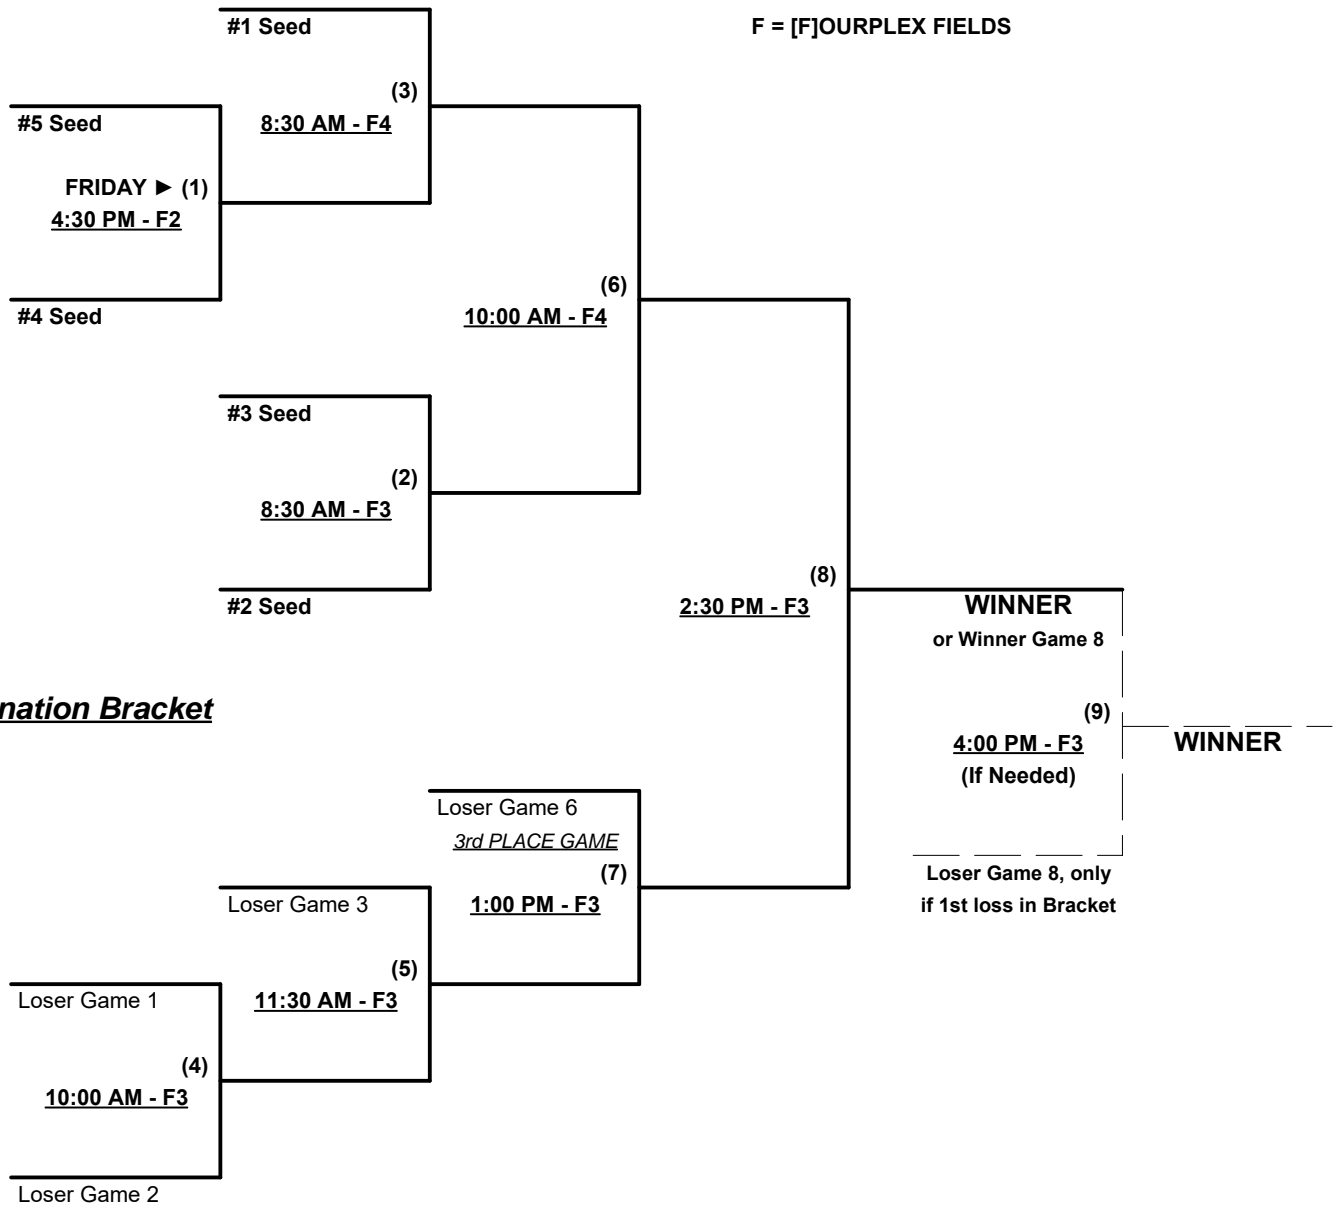 #1 Seed
F = [F]OURPLEX FIELDS
(3)
8:30 AM - F4
#5 Seed
FRIDAY ► (1)
4:30 PM - F2
#4 Seed
(6)
10:00 AM - F4
#3 Seed
(2)
8:30 AM - F3
#2 Seed
(8)
2:30 PM - F3
WINNER
or Winner Game 8
nation Bracket
(9)
4:00 PM - F3
(If Needed)
WINNER
Loser Game 6
3rd PLACE GAME
(7)
1:00 PM - F3
Loser Game 8, only
if 1st loss in Bracket
Loser Game 3
(5)
11:30 AM - F3
Loser Game 1
(4)
10:00 AM - F3
Loser Game 2